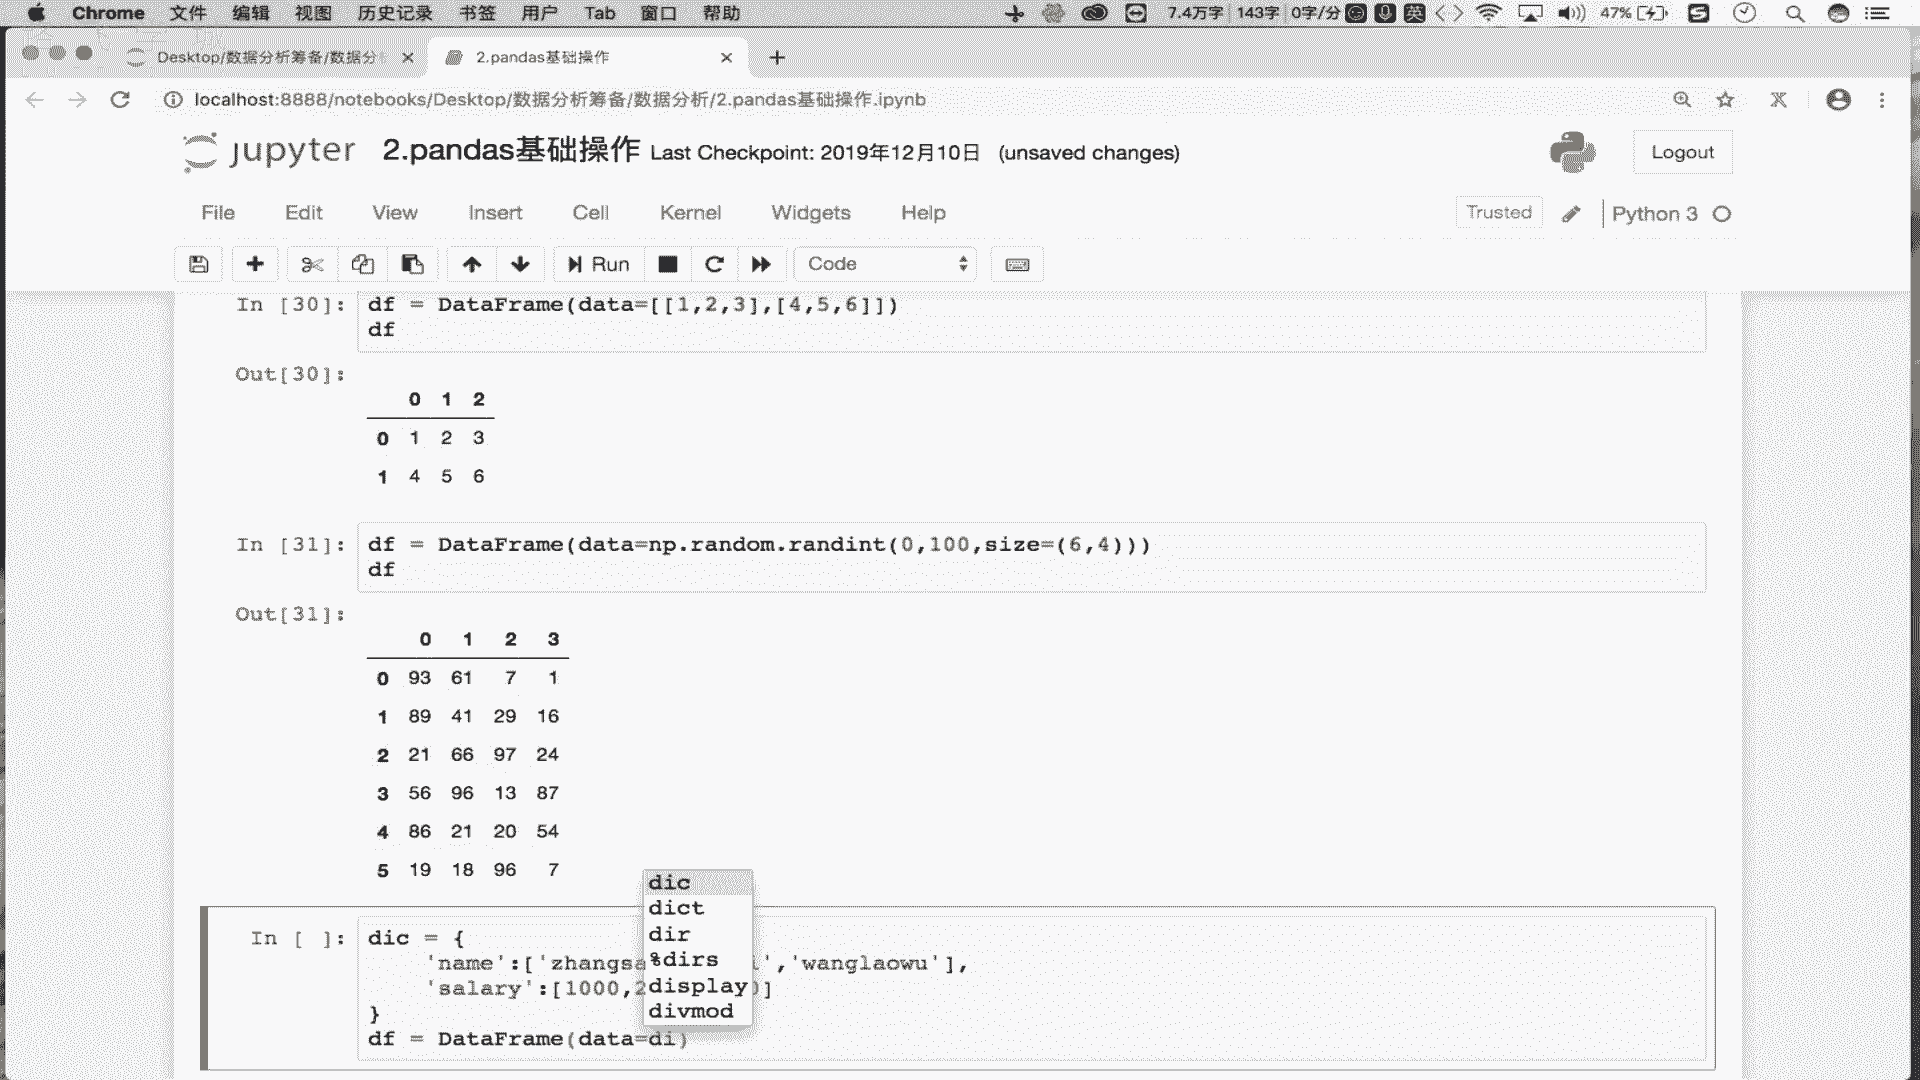 Chrome 文件 编辑 视图 历史记录 书签 用户 Tab 窗口 帮助 7.4万字 143字 0字/分 英 47%
Desktop/数据分析筹备/数据分 2.pandas基础操作
localhost:8888/notebooks/Desktop/数据分析筹备/数据分析/2.pandas基础操作.ipynb
jupyter 2.pandas基础操作 Last Checkpoint: 2019年12月10日 (unsaved changes) Logout
File Edit View Insert Cell Kernel Widgets Help Trusted Python 3
Run Code
In [30]: df = DataFrame(data=[[1,2,3],[4,5,6]])
df
Out[30]:
0 1 2
0 1 2 3
1 4 5 6
In [31]: df = DataFrame(data=np.random.randint(0,100,size=(6,4)))
df
Out[31]:
0 1 2 3
0 93 61 7 1
1 89 41 29 16
2 21 66 97 24
3 56 96 13 87
4 86 21 20 54
5 19 18 96 7
dic
dict
dir
%dirs
display
divmod
In [ ]: dic = {
'name':['zhangsa ','wanglaowu'],
'salary':[1000,2 ]
}
df = DataFrame(data=di)